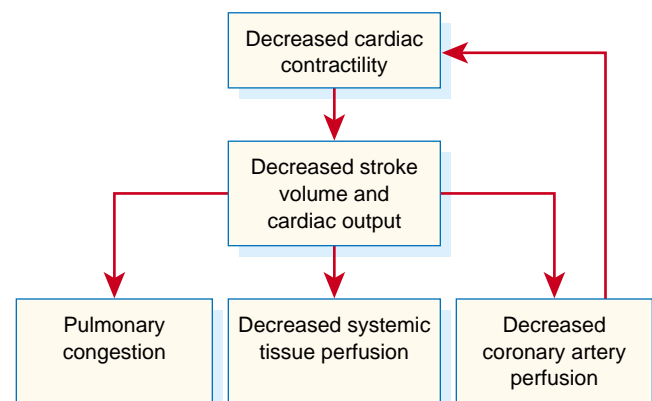 Decreased cardiac
contractility
Decreased stroke
volume and
cardiac output
Pulmonary
congestion
Decreased systemic
tissue perfusion
Decreased
coronary artery
perfusion